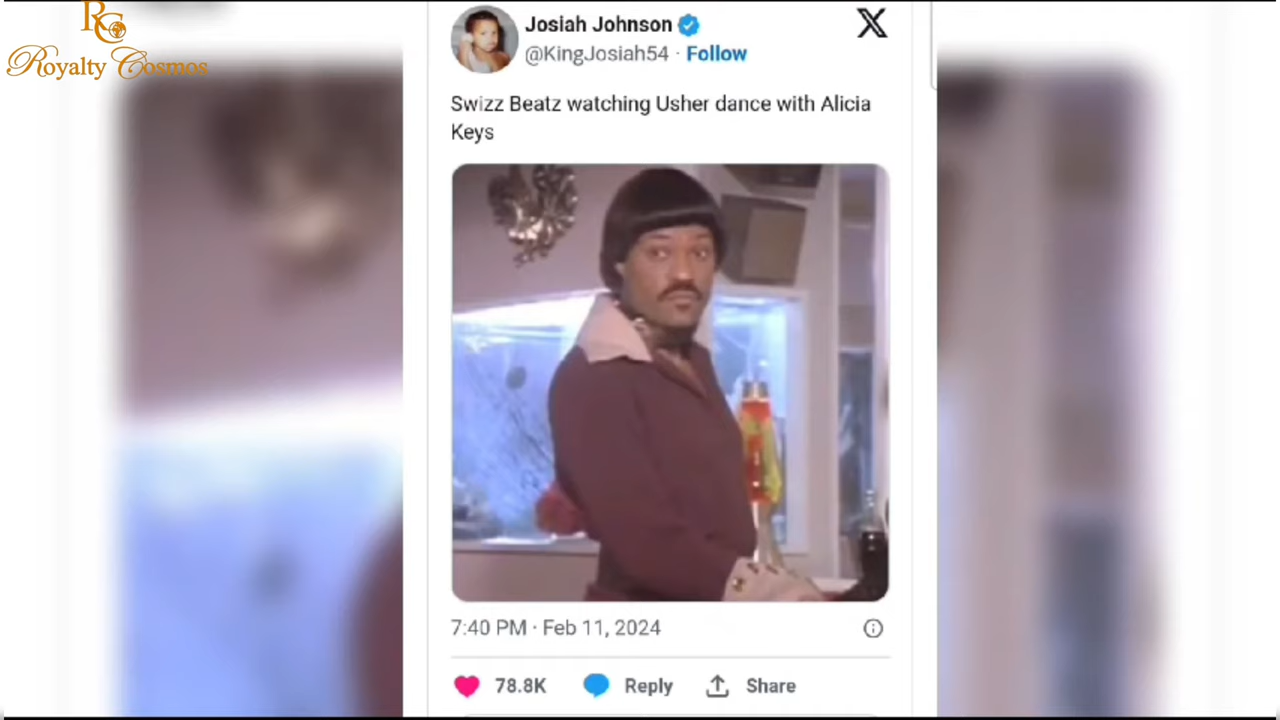 RC
Royalty Cosmos
Josiah Johnson
@KingJosiah54 · Follow
Swizz Beatz watching Usher dance with Alicia
Keys
7:40 PM · Feb 11, 2024
78.8K
Reply
Share